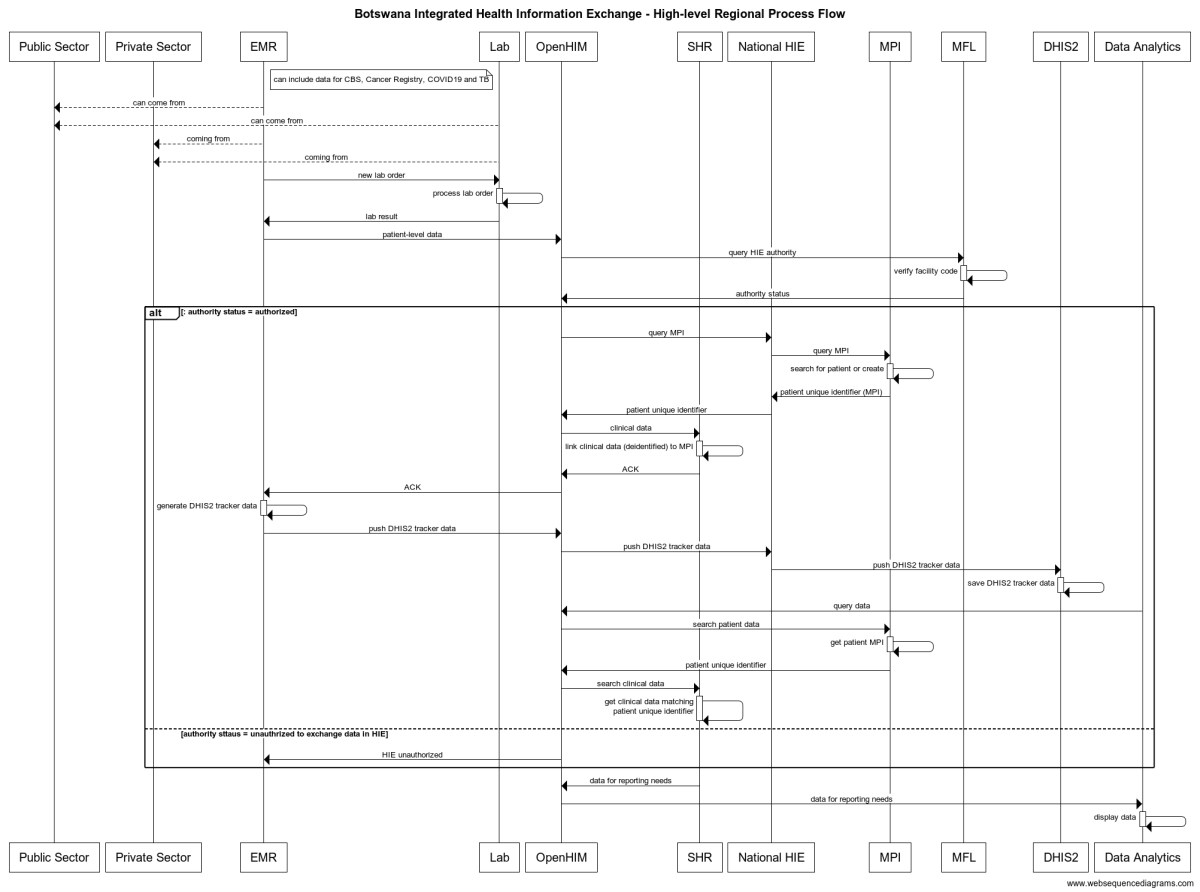 Botswana Integrated Health Information Exchange - High-level Regional Process Flow
Public Sector
Private Sector
EMR
Lab
OpenHIM
SHR
National HIE
MPI
MFL
DHIS2
Data Analytics
can include data for CBS, Cancer Registry, COVID19 and TB
can come from
can come from
coming from
coming from
new lab order
process lab order
lab result
patient-level data
query HIE authority
verify facility code
authority status
alt
[: authority status = authorized]
query MPI
query MPI
search for patient or create
patient unique identifier (MPI)
patient unique identifier
clinical data
link clinical data (deidentified) to MPI
ACK
ACK
generate DHIS2 tracker data
push DHIS2 tracker data
push DHIS2 tracker data
push DHIS2 tracker data
save DHIS2 tracker data
query data
search patient data
get patient MPI
patient unique identifier
search clinical data
get clinical data matching
patient unique identifier
[authority sttaus = unauthrized to exchange data in HIE]
HIE unauthorized
data for reporting needs
data for reporting needs
display data
Public Sector
Private Sector
EMR
Lab
OpenHIM
SHR
National HIE
MPI
MFL
DHIS2
Data Analytics
www.websequencediagrams.com